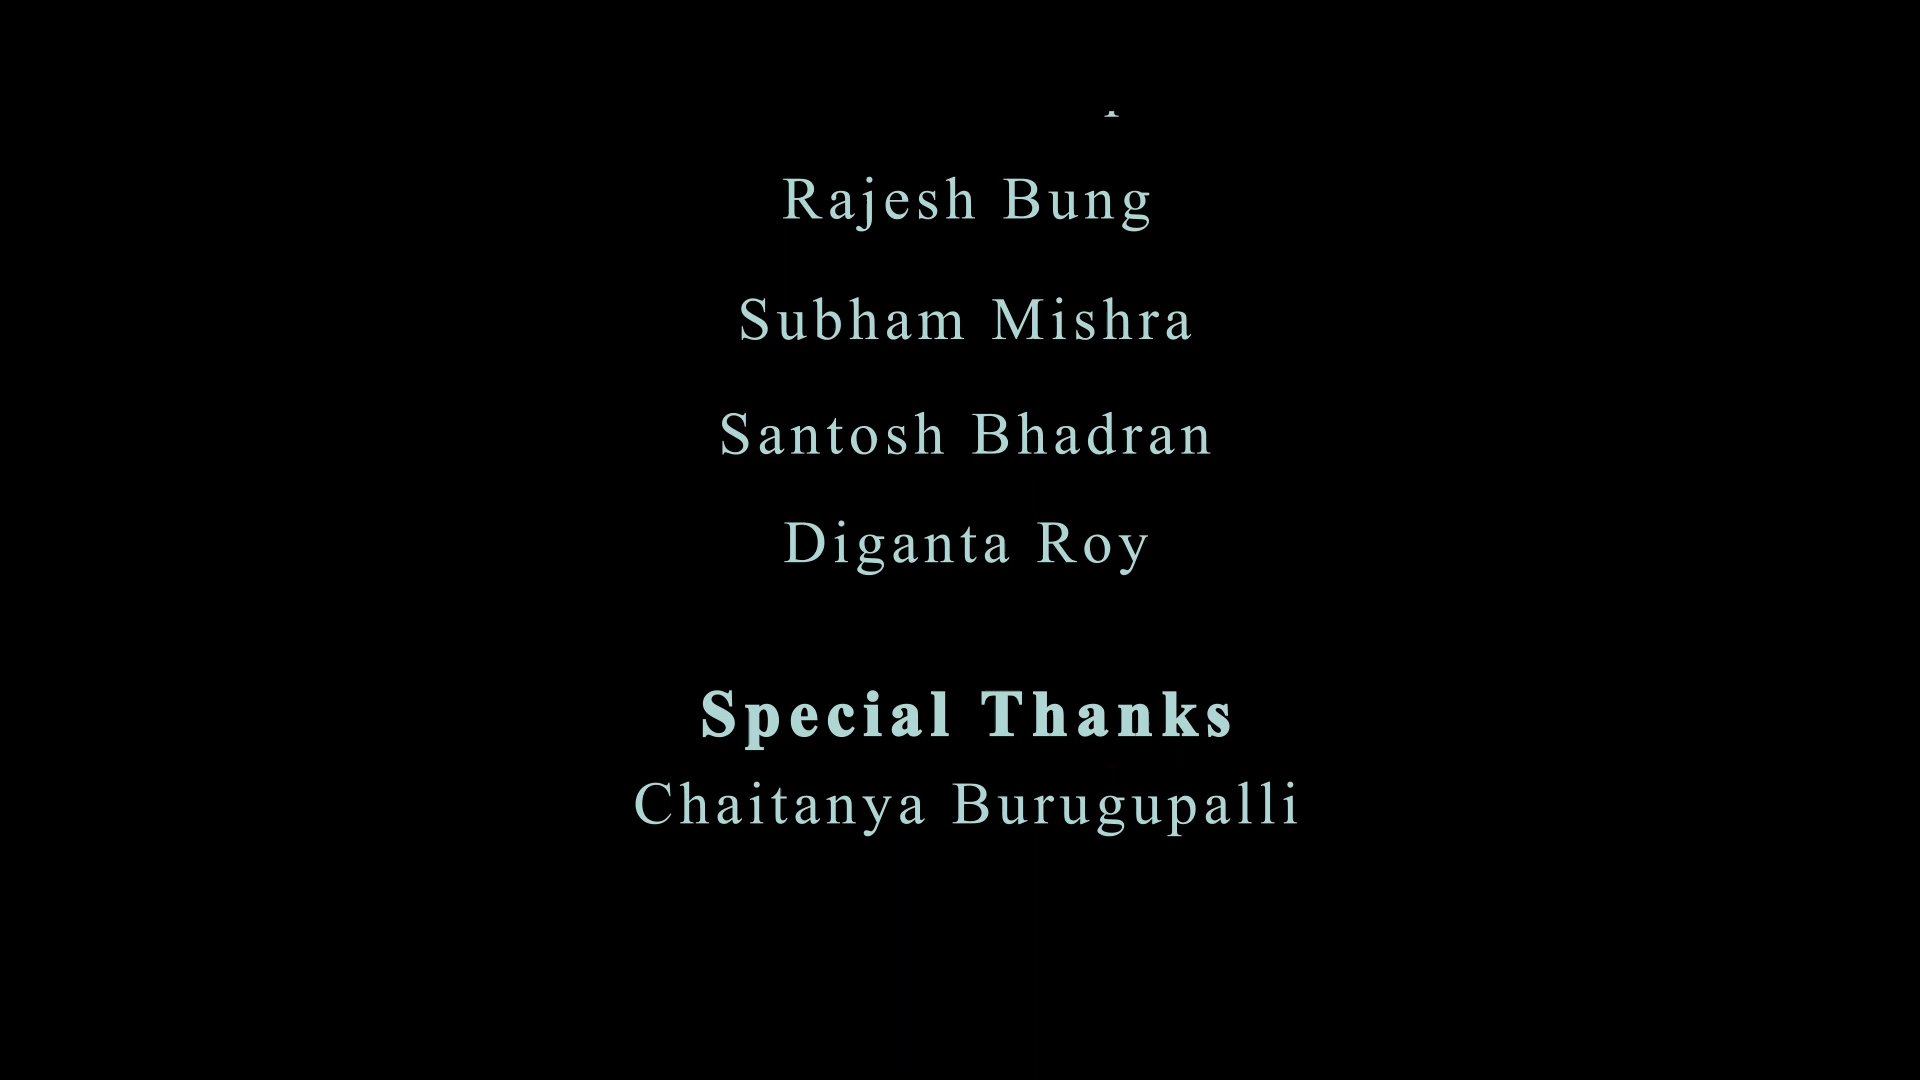 Rajesh Bung
Subham Mishra
Santosh Bhadran
Diganta Roy
Special Thanks
Chaitanya Burugupalli